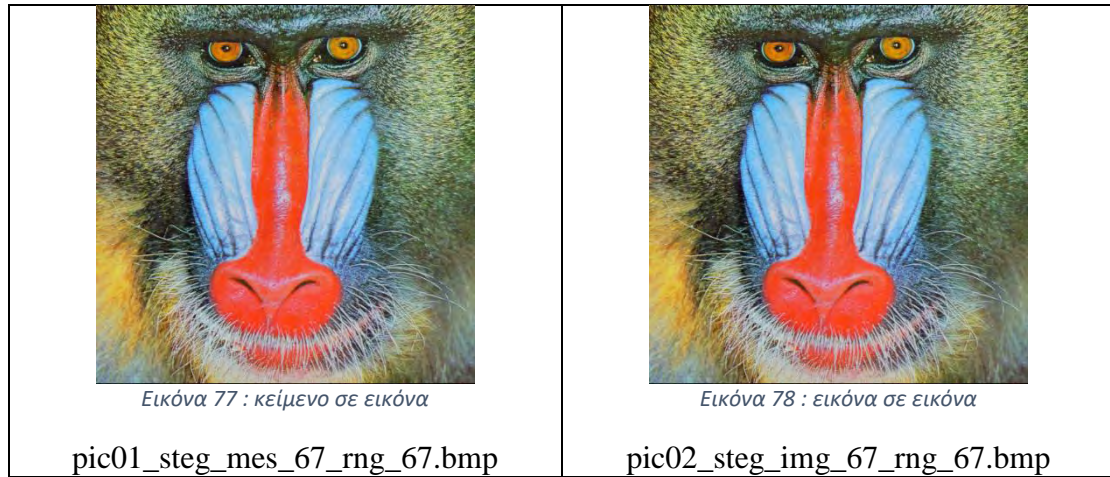 Εικόνα 77 : κείμενο σε εικόνα
pic01_steg_mes_67_rng_67.bmp
Εικόνα 78 : εικόνα σε εικόνα
pic02_steg_img_67_rng_67.bmp